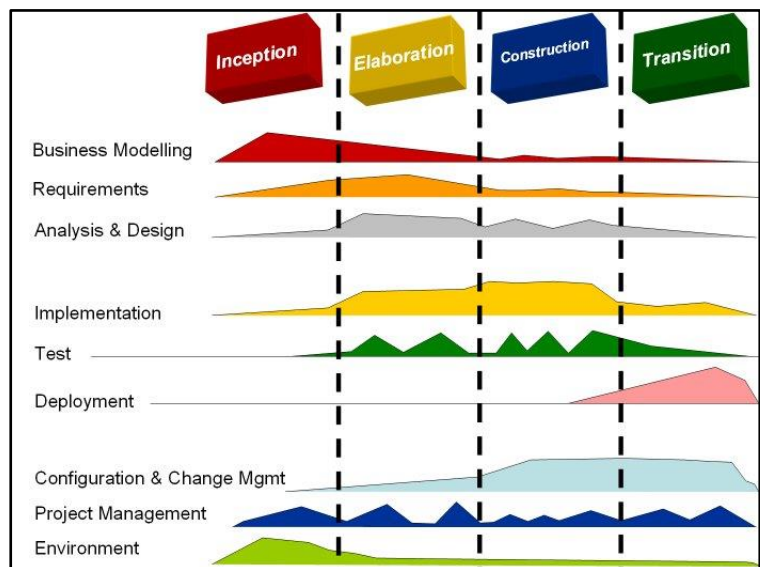 Inception
Elaboration
Construction
Transition
Business Modelling
Requirements
Analysis & Design
Implementation
Test
Deployment
Configuration & Change Mgmt
Project Management
Environment